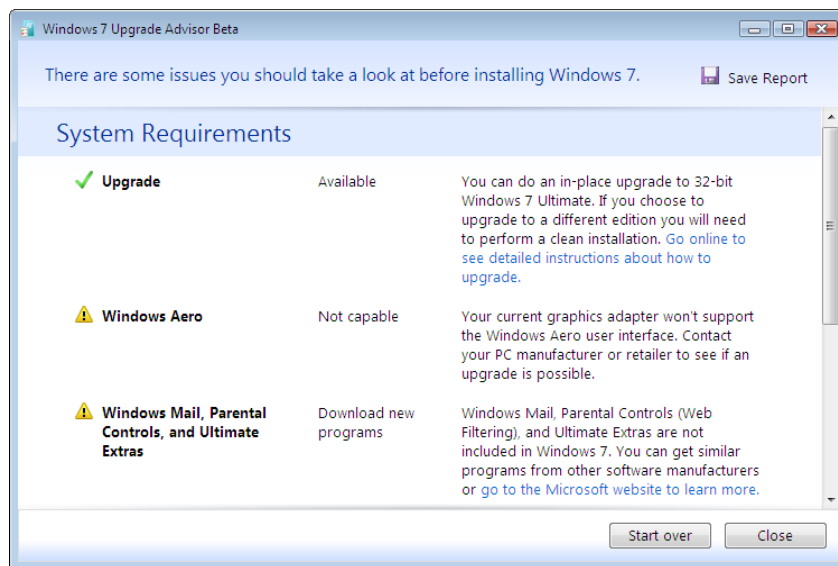 Windows 7 Upgrade Advisor Beta
There are some issues you should take a look at before installing Windows 7.
Save Report
System Requirements
Upgrade
Available
You can do an in-place upgrade to 32-bit
Windows 7 Ultimate. If you choose to
upgrade to a different edition you will need
to perform a clean installation. Go online to
see detailed instructions about how to
upgrade.
Windows Aero
Not capable
Your current graphics adapter won't support
the Windows Aero user interface. Contact
your PC manufacturer or retailer to see if an
upgrade is possible.
Windows Mail, Parental
Controls, and Ultimate
Extras
Download new
programs
Windows Mail, Parental Controls (Web
Filtering), and Ultimate Extras are not
included in Windows 7. You can get similar
programs from other software manufacturers
or go to the Microsoft website to learn more.
Start over
Close